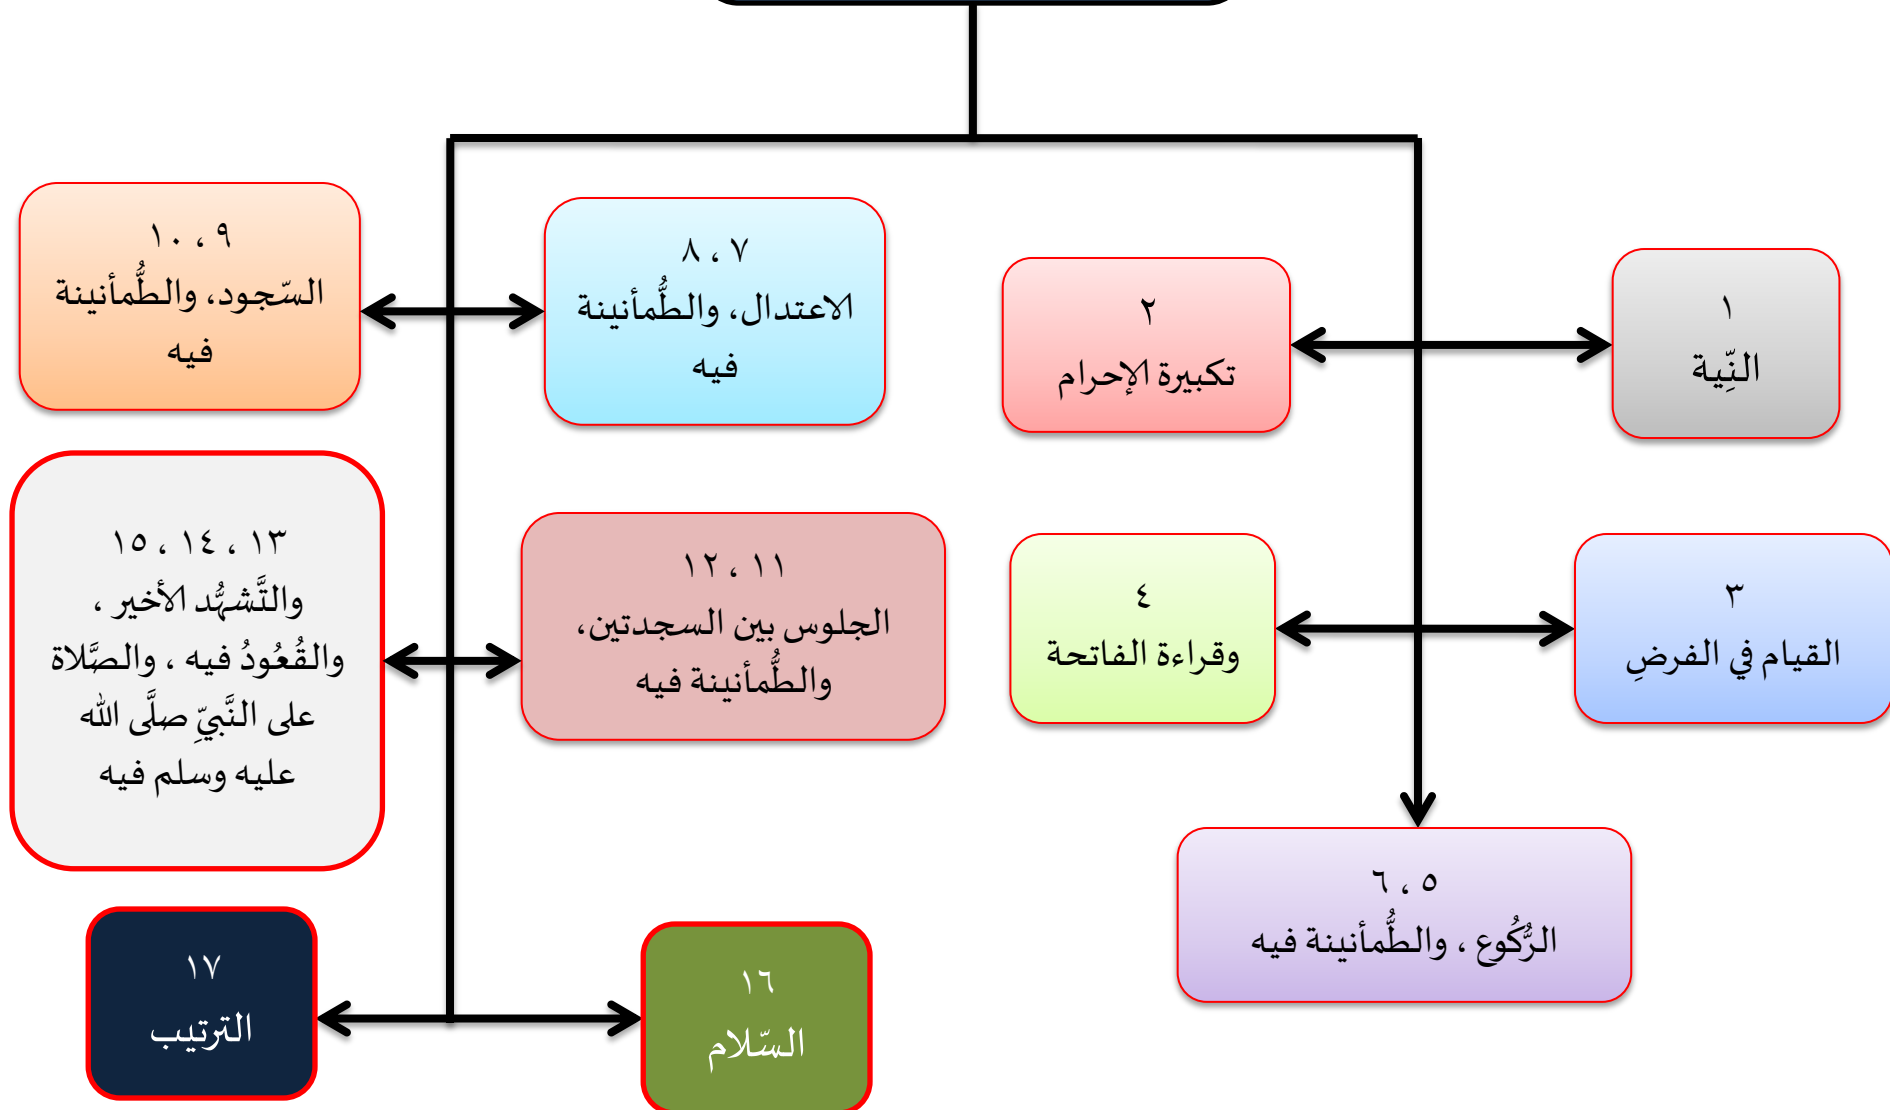 ١
النِّية
٢
تكبيرة الإحرام
٣
القيام في الفرضِ
٤
وقراءة الفاتحة
٥ ، ٦
الرُّكُوع ، والطُّمأنينة فيه
٧ ، ٨
الاعتدال، والطُّمأنينة
فيه
٩ ، ١٠
السّجود، والطُّمأنينة
فيه
١١ ، ١٢
الجلوس بين السجدتين،
والطُّمأنينة فيه
١٣ ، ١٤ ، ١٥
والتَّشهُّد الأخير ،
والقُعُودُ فيه ، والصَّلاة
على النَّبيِّ صلَّى الله
عليه وسلم فيه
١٦
السّلام
١٧
الترتيب